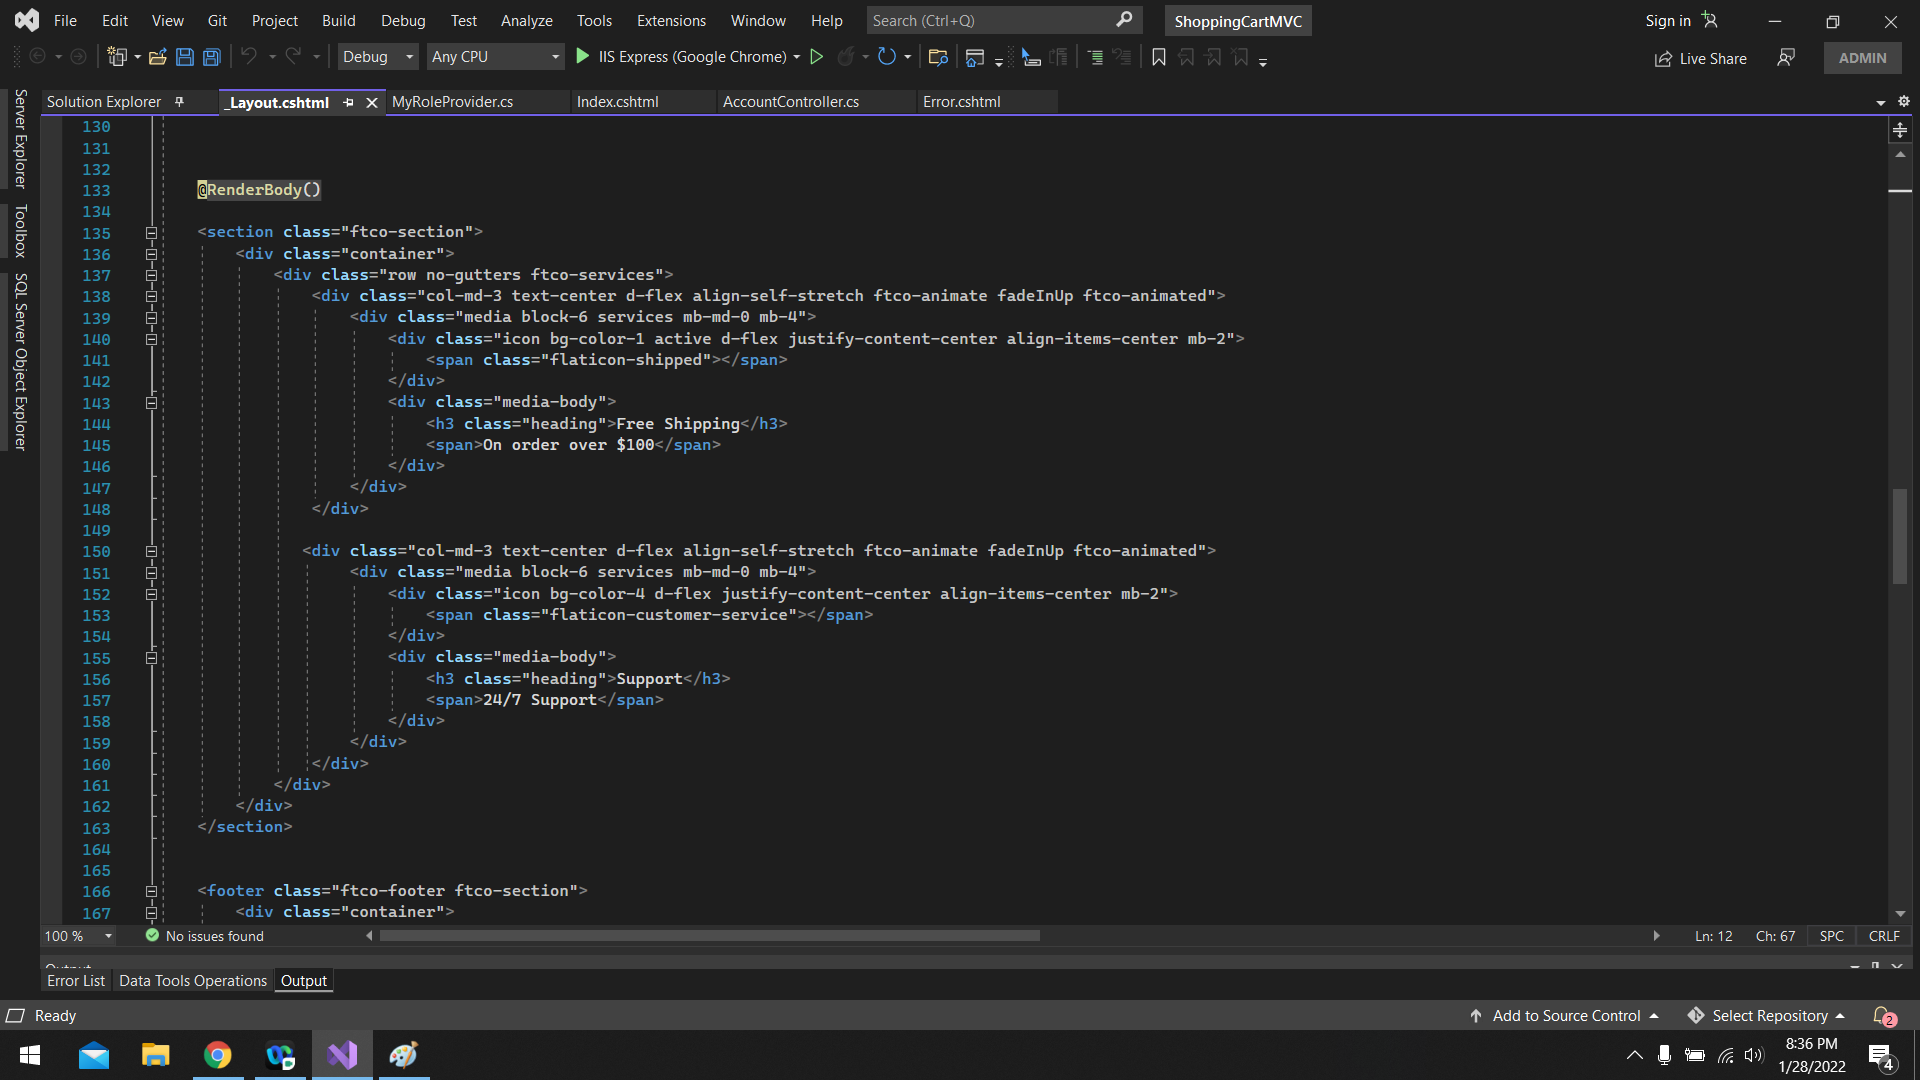 File Edit View Git Project Build Debug Test Analyze Tools Extensions Window Help Search (Ctrl+Q) ShoppingCartMVC Sign in
Debug Any CPU IIS Express (Google Chrome) Live Share ADMIN
Server Explorer
Toolbox
SQL Server Object Explorer
Solution Explorer _Layout.cshtml MyRoleProvider.cs Index.cshtml AccountController.cs Error.cshtml
130
131
132
133 @RenderBody()
134
135 <section class="ftco-section">
136 <div class="container">
137 <div class="row no-gutters ftco-services">
138 <div class="col-md-3 text-center d-flex align-self-stretch ftco-animate fadeInUp ftco-animated">
139 <div class="media block-6 services mb-md-0 mb-4">
140 <div class="icon bg-color-1 active d-flex justify-content-center align-items-center mb-2">
141 <span class="flaticon-shipped"></span>
142 </div>
143 <div class="media-body">
144 <h3 class="heading">Free Shipping</h3>
145 <span>On order over $100</span>
146 </div>
147 </div>
148 </div>
149
150 <div class="col-md-3 text-center d-flex align-self-stretch ftco-animate fadeInUp ftco-animated">
151 <div class="media block-6 services mb-md-0 mb-4">
152 <div class="icon bg-color-4 d-flex justify-content-center align-items-center mb-2">
153 <span class="flaticon-customer-service"></span>
154 </div>
155 <div class="media-body">
156 <h3 class="heading">Support</h3>
157 <span>24/7 Support</span>
158 </div>
159 </div>
160 </div>
161 </div>
162 </div>
163 </section>
164
165
166 <footer class="ftco-footer ftco-section">
167 <div class="container">
100 % No issues found Ln: 12 Ch: 67 SPC CRLF
Output
Error List Data Tools Operations Output
Ready Add to Source Control Select Repository 2
8:36 PM
1/28/2022 4